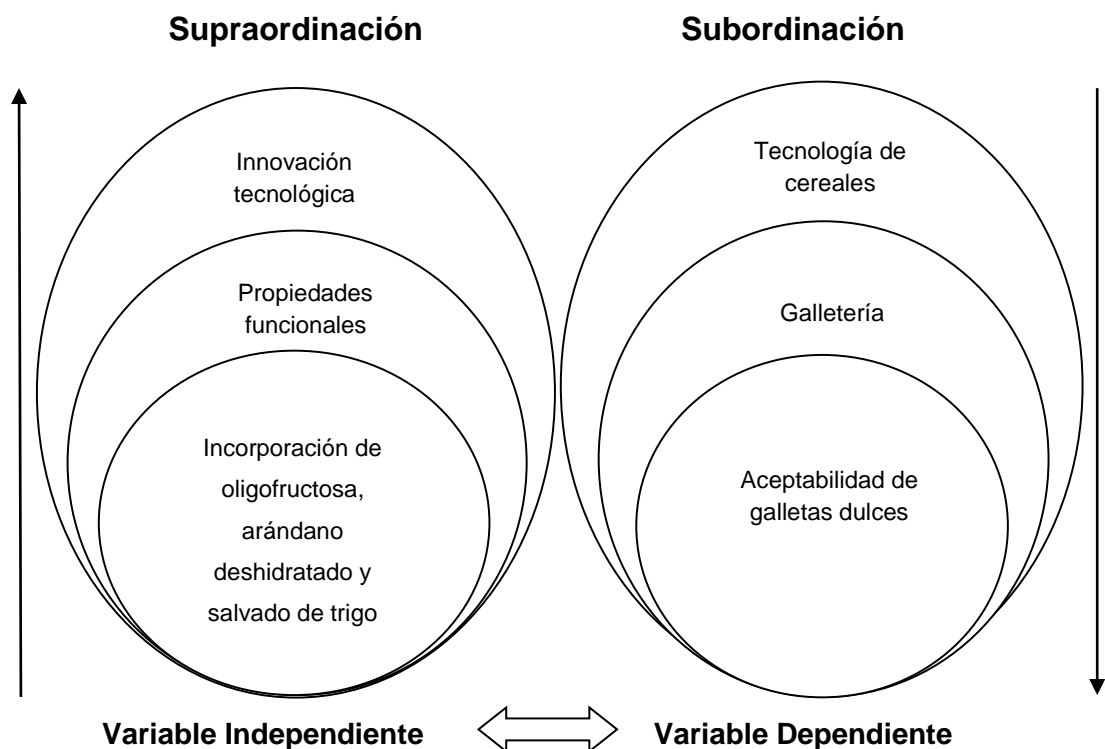 Supraordinación
Subordinación
Innovación
tecnológica
Propiedades
funcionales
Incorporación de
oligofructosa,
arándano
deshidratado y
salvado de trigo
Tecnología de
cereales
Galletería
Aceptabilidad de
galletas dulces
Variable Independiente
Variable Dependiente